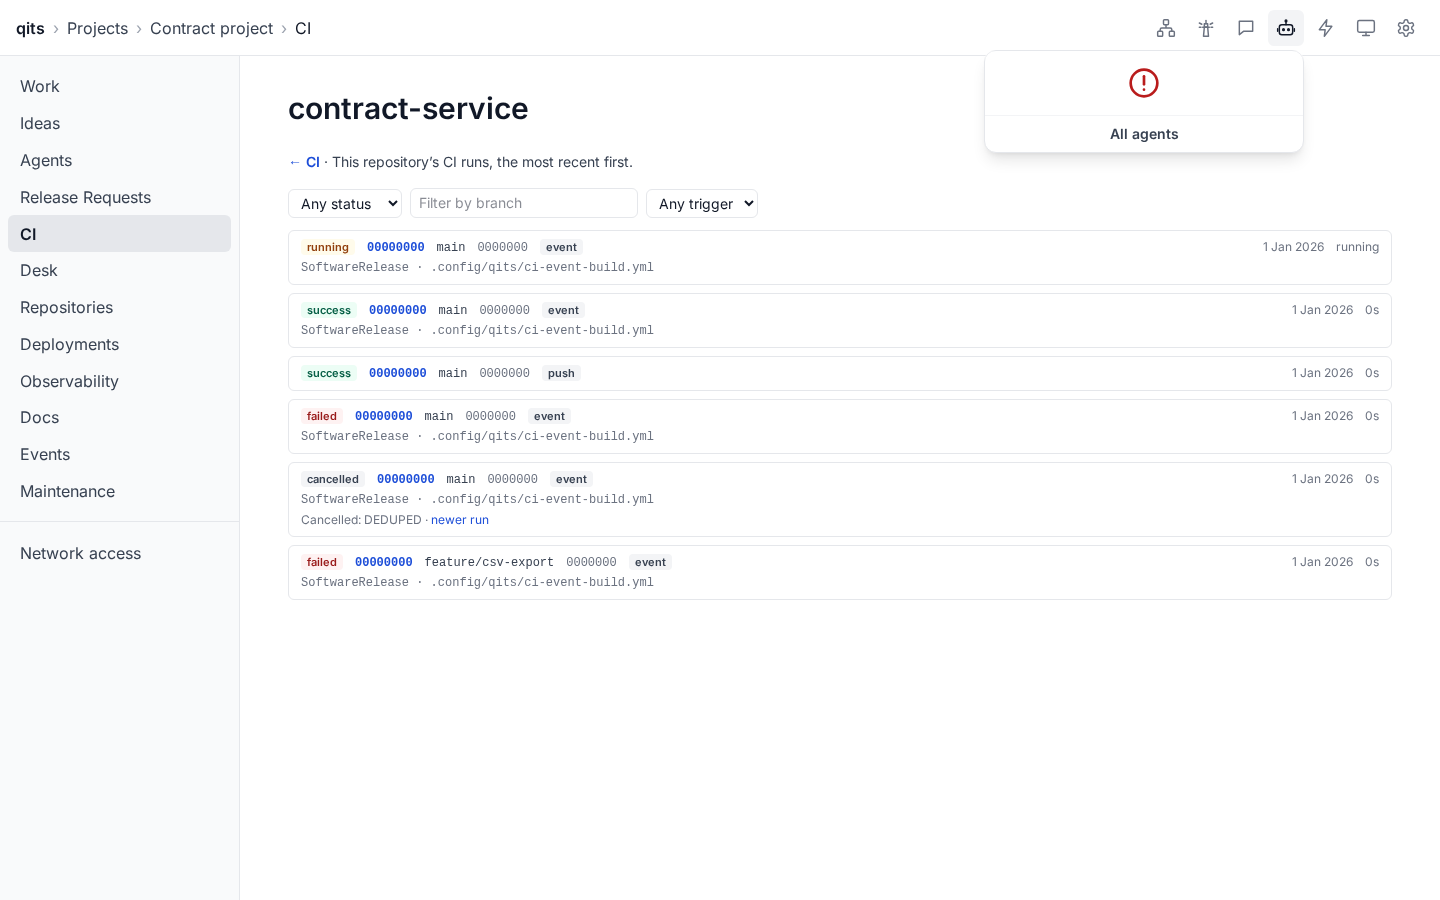 qits › Projects › Contract project › CI
All agents
Work
Ideas
Agents
Release Requests
CI
Desk
Repositories
Deployments
Observability
Docs
Events
Maintenance
Network access
contract-service
← CI · This repository’s CI runs, the most recent first.
Any status Filter by branch Any trigger
running 00000000 main 0000000 event 1 Jan 2026 running
SoftwareRelease · .config/qits/ci-event-build.yml
success 00000000 main 0000000 event 1 Jan 2026 0s
SoftwareRelease · .config/qits/ci-event-build.yml
success 00000000 main 0000000 push 1 Jan 2026 0s
failed 00000000 main 0000000 event 1 Jan 2026 0s
SoftwareRelease · .config/qits/ci-event-build.yml
cancelled 00000000 main 0000000 event 1 Jan 2026 0s
SoftwareRelease · .config/qits/ci-event-build.yml
Cancelled: DEDUPED · newer run
failed 00000000 feature/csv-export 0000000 event 1 Jan 2026 0s
SoftwareRelease · .config/qits/ci-event-build.yml